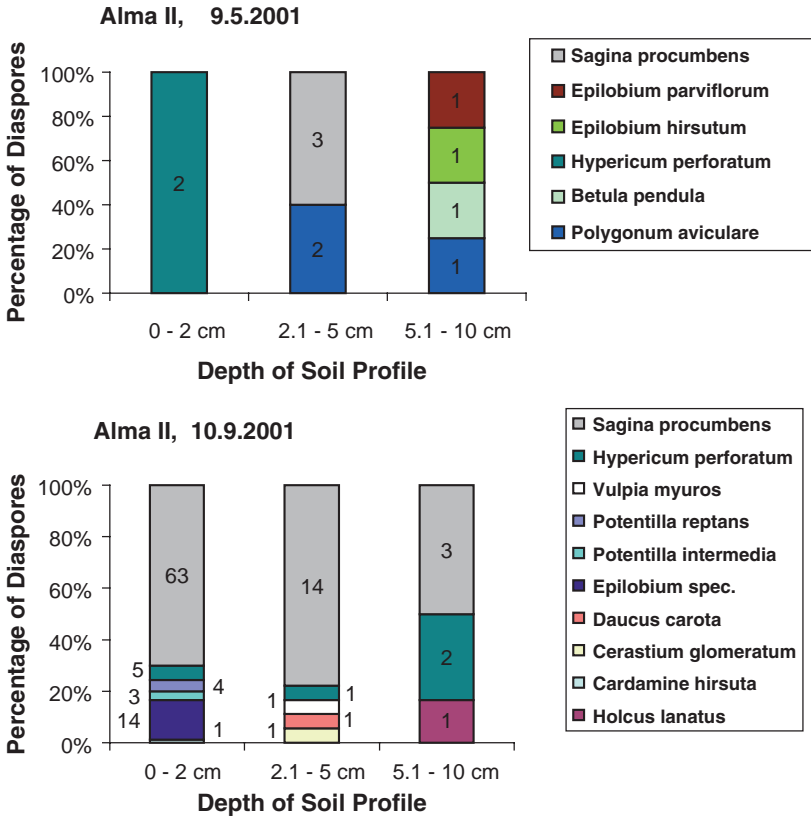 Alma II, 9.5.2001
Percentage of Diaspores
100%
80%
60%
40%
20%
0%
2
3
2
1
1
1
1
0 - 2 cm 2.1 - 5 cm 5.1 - 10 cm
Depth of Soil Profile
Sagina procumbens
Epilobium parviflorum
Epilobium hirsutum
Hypericum perforatum
Betula pendula
Polygonum aviculare
Alma II, 10.9.2001
Percentage of Diaspores
100%
80%
60%
40%
20%
0%
63
5
4
3
14
1
14
1
1
1
1
3
2
1
0 - 2 cm 2.1 - 5 cm 5.1 - 10 cm
Depth of Soil Profile
Sagina procumbens
Hypericum perforatum
Vulpia myuros
Potentilla reptans
Potentilla intermedia
Epilobium spec.
Daucus carota
Cerastium glomeratum
Cardamine hirsuta
Holcus lanatus